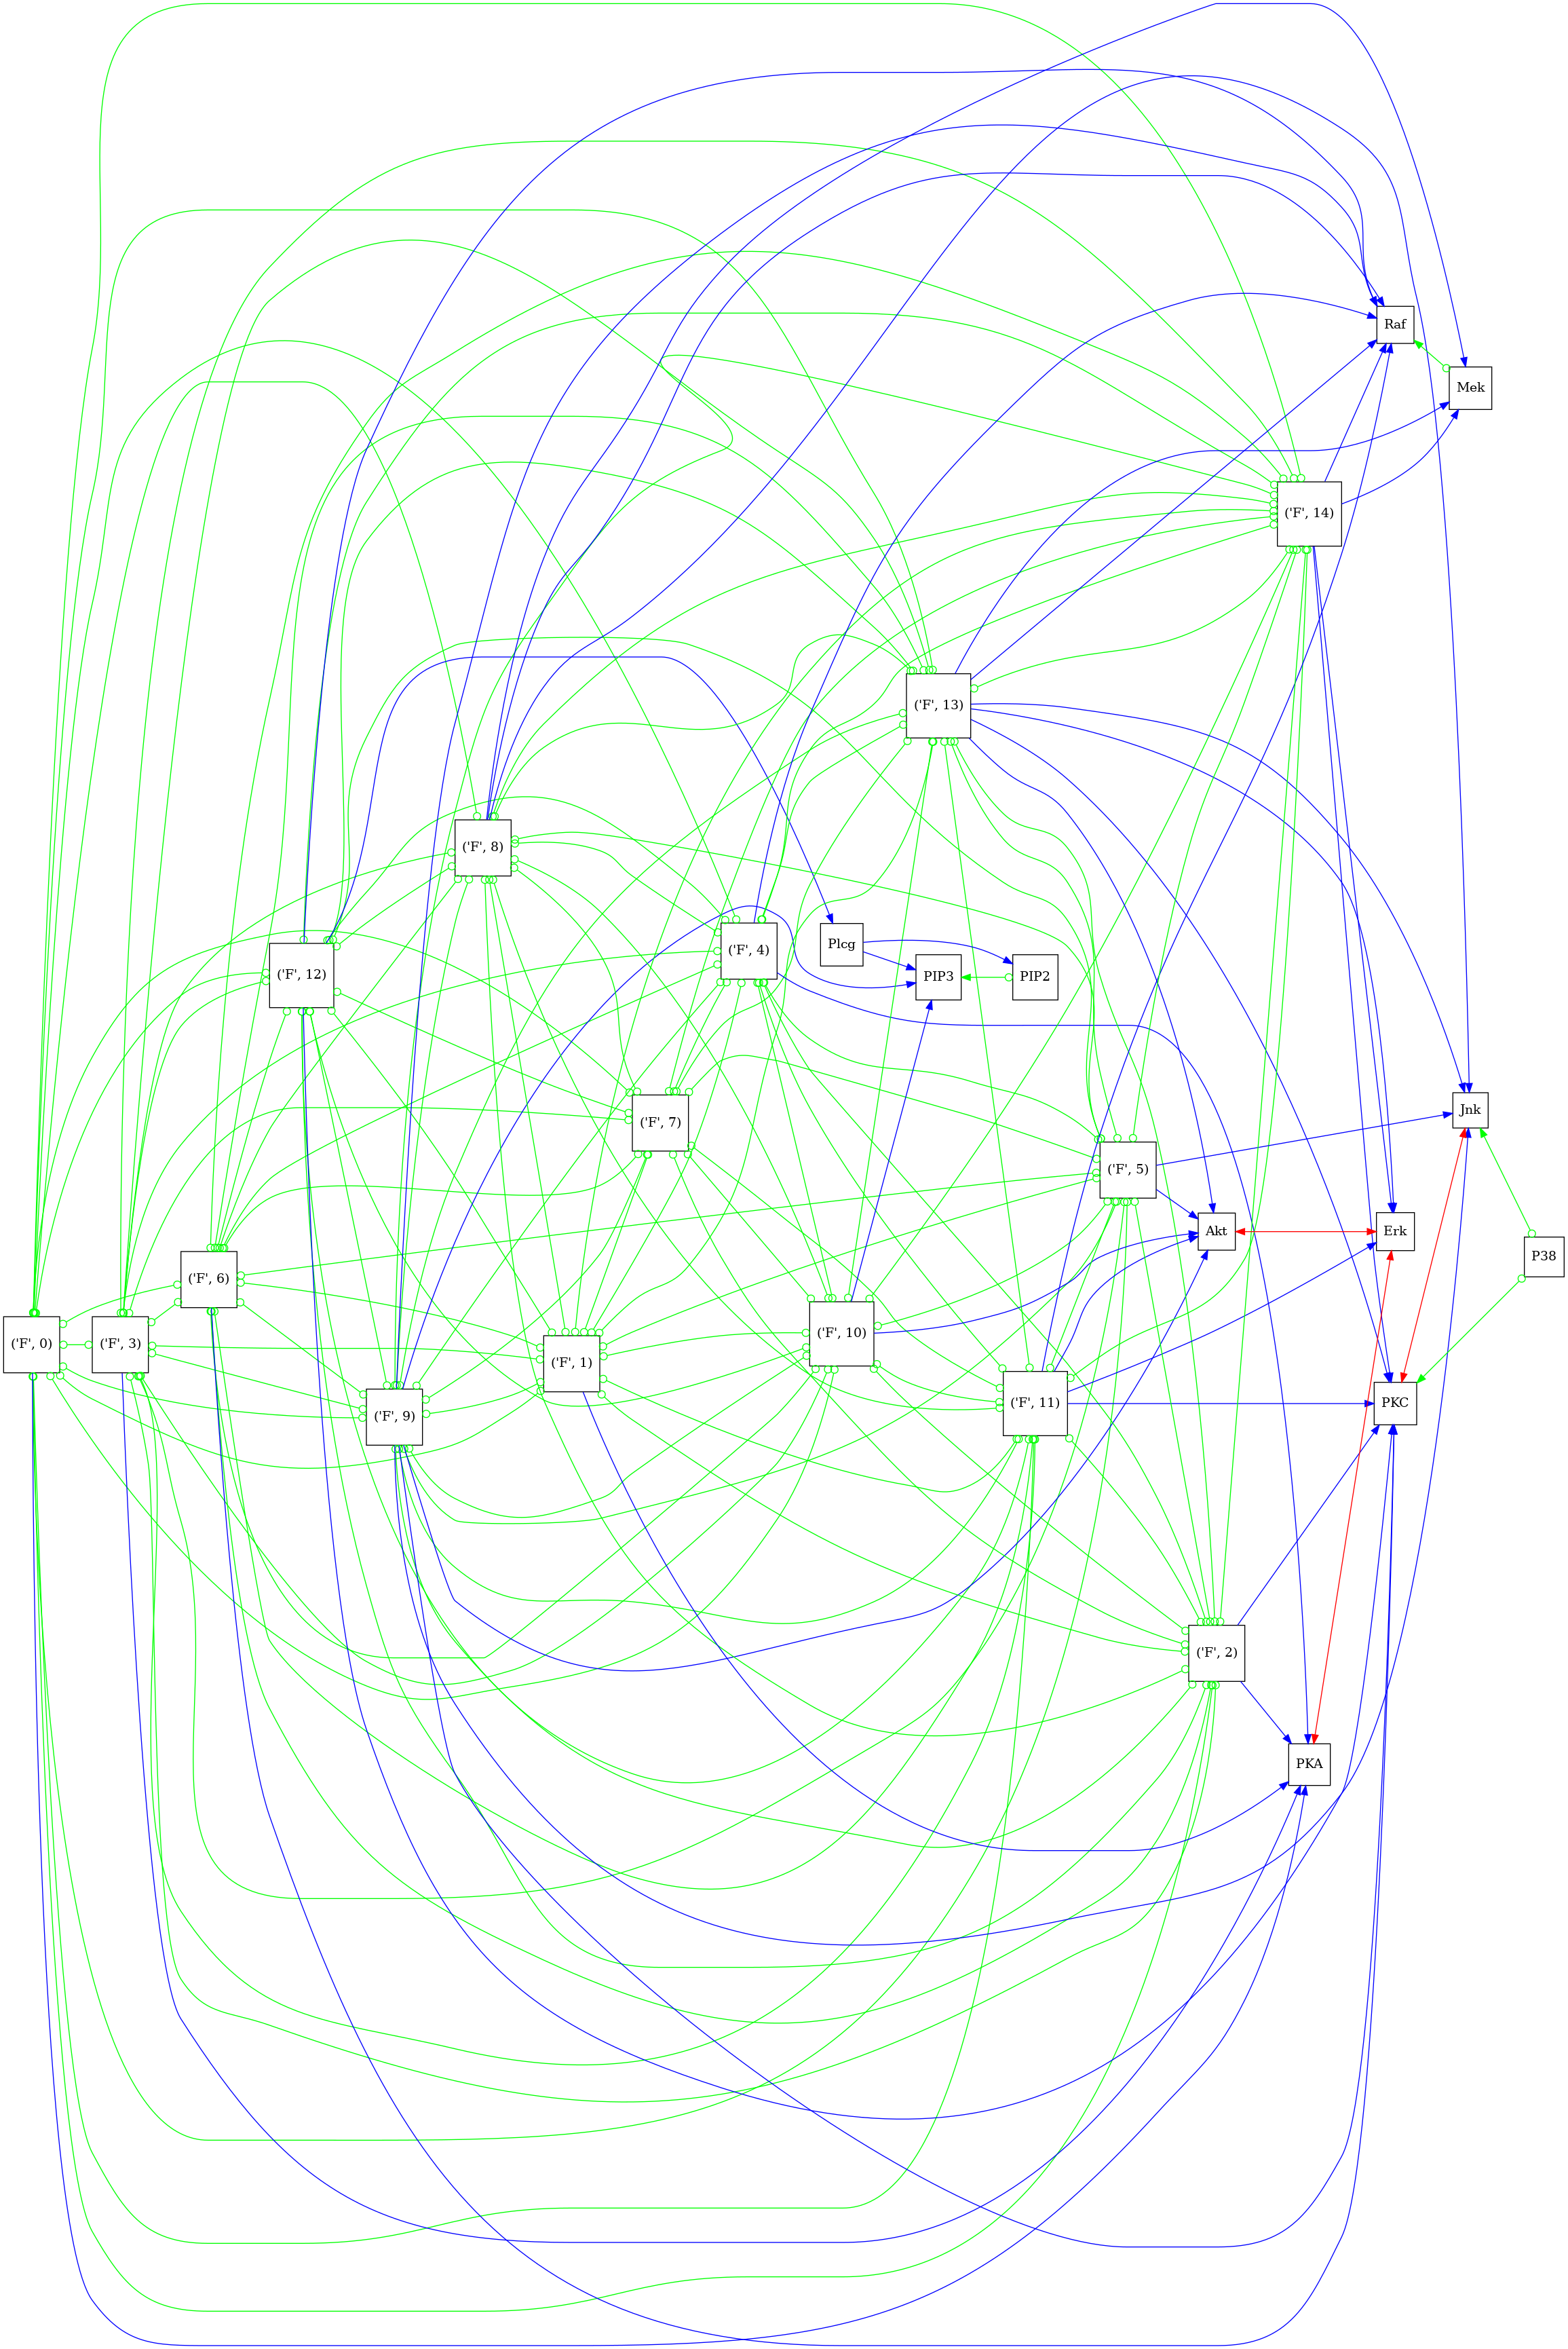 Raf
Mek
('F', 14)
('F', 13)
('F', 8)
Plcg
('F', 4)
PIP3
PIP2
('F', 12)
Jnk
('F', 7)
('F', 5)
Akt
Erk
P38
('F', 6)
('F', 10)
('F', 0)
('F', 3)
('F', 1)
('F', 11)
PKC
('F', 9)
('F', 2)
PKA